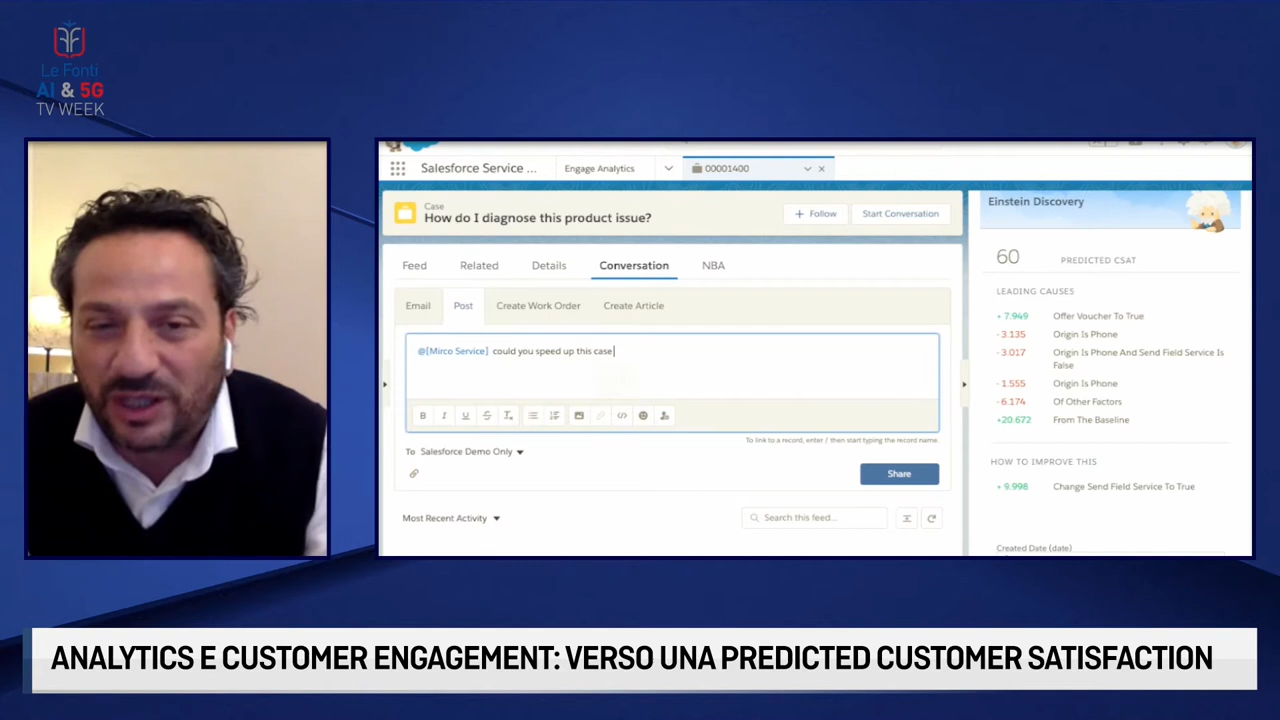 Le Fonti
AI & 5G
TV WEEK
Salesforce Service ...
Engage Analytics
00001400
Case
How do I diagnose this product issue?
+ Follow
Start Conversation
Feed
Related
Details
Conversation
NBA
Email
Post
Create Work Order
Create Article
@[Mirco Service] could you speed up this case
B I U S Tx
To link to a record, enter / then start typing the record name.
To Salesforce Demo Only
Share
Most Recent Activity
Search this feed...
Einstein Discovery
60 PREDICTED CSAT
LEADING CAUSES
+ 7.949 Offer Voucher To True
- 3.135 Origin Is Phone
- 3.017 Origin Is Phone And Send Field Service Is
False
- 1.555 Origin Is Phone
- 6.174 Of Other Factors
+20.672 From The Baseline
HOW TO IMPROVE THIS
+ 9.998 Change Send Field Service To True
Created Date (date)
ANALYTICS E CUSTOMER ENGAGEMENT: VERSO UNA PREDICTED CUSTOMER SATISFACTION